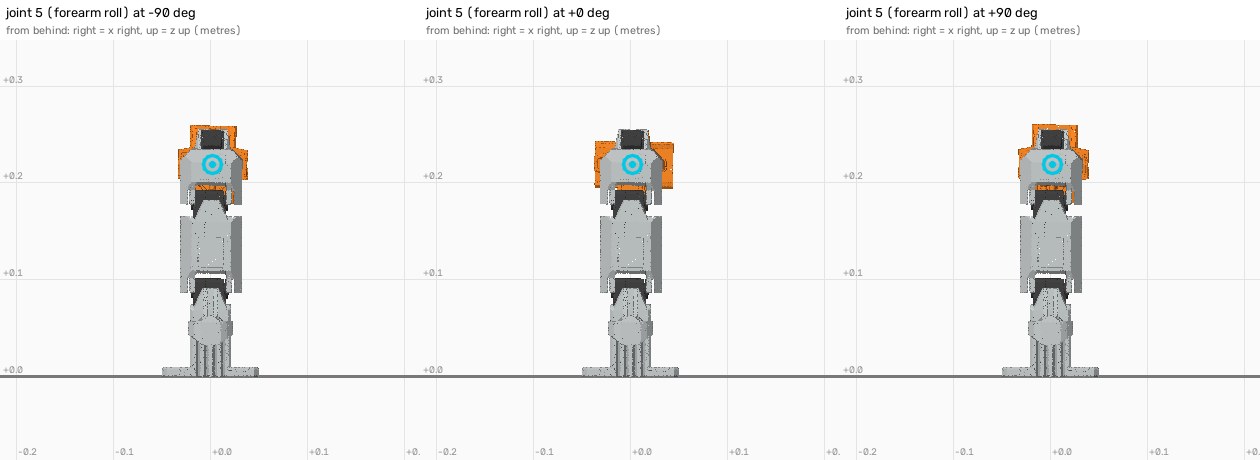 joint 5 (forearm roll) at -90 deg
from behind: right = x right, up = z up (metres)
joint 5 (forearm roll) at +0 deg
from behind: right = x right, up = z up (metres)
joint 5 (forearm roll) at +90 deg
from behind: right = x right, up = z up (metres)
+0.3 +0.3 +0.3
+0.2 +0.2 +0.2
+0.1 +0.1 +0.1
+0.0 +0.0 +0.0
-0.2 -0.1 +0.0 +0.1 +0. -0.2 -0.1 +0.0 +0.1 +0. -0.2 -0.1 +0.0 +0.1